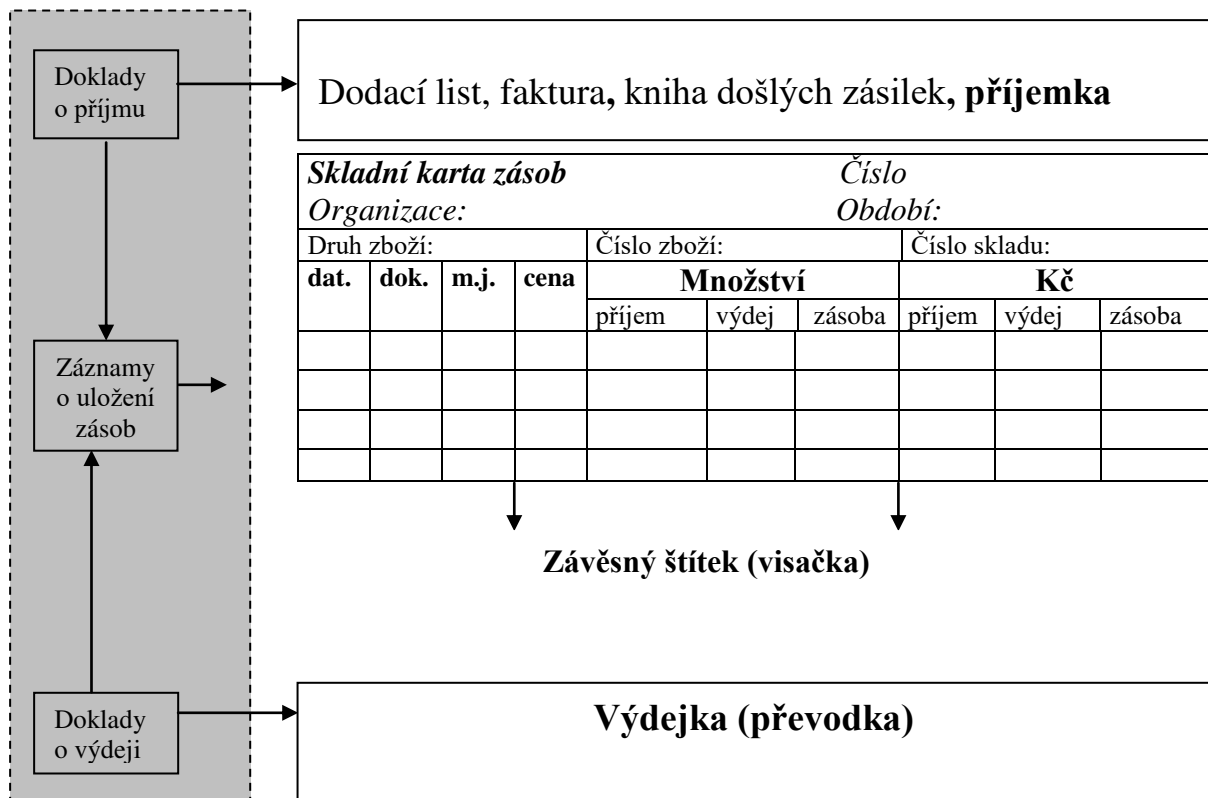 Doklady
o příjmu
Dodací list, faktura, kniha došlých zásilek, příjemka
Skladní karta zásob Číslo
Organizace: Období:
Druh zboží: Číslo zboží: Číslo skladu:
dat. dok. m.j. cena Množství Kč
příjem výdej zásoba příjem výdej zásoba
Záznamy
o uložení
zásob
Závěsný štítek (visačka)
Doklady
o výdeji
Výdejka (převodka)